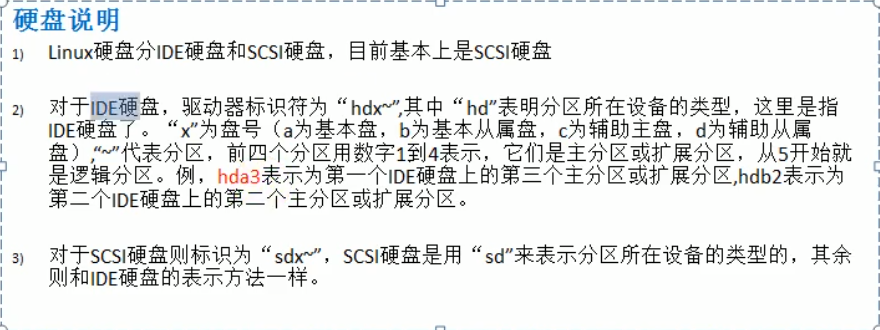 硬盘说明
1) Linux硬盘分IDE硬盘和SCSI硬盘，目前基本上是SCSI硬盘
2) 对于IDE硬盘，驱动器标识符为“hdx~”,其中“hd”表明分区所在设备的类型，这里是指
IDE硬盘了。“x”为盘号（a为基本盘，b为基本从属盘，c为辅助主盘，d为辅助从属
盘）,“~”代表分区，前四个分区用数字1到4表示，它们是主分区或扩展分区，从5开始就
是逻辑分区。例，hda3表示为第一个IDE硬盘上的第三个主分区或扩展分区,hdb2表示为
第二个IDE硬盘上的第二个主分区或扩展分区。
3) 对于SCSI硬盘则标识为“sdx~”，SCSI硬盘是用“sd”来表示分区所在设备的类型的，其余
则和IDE硬盘的表示方法一样。